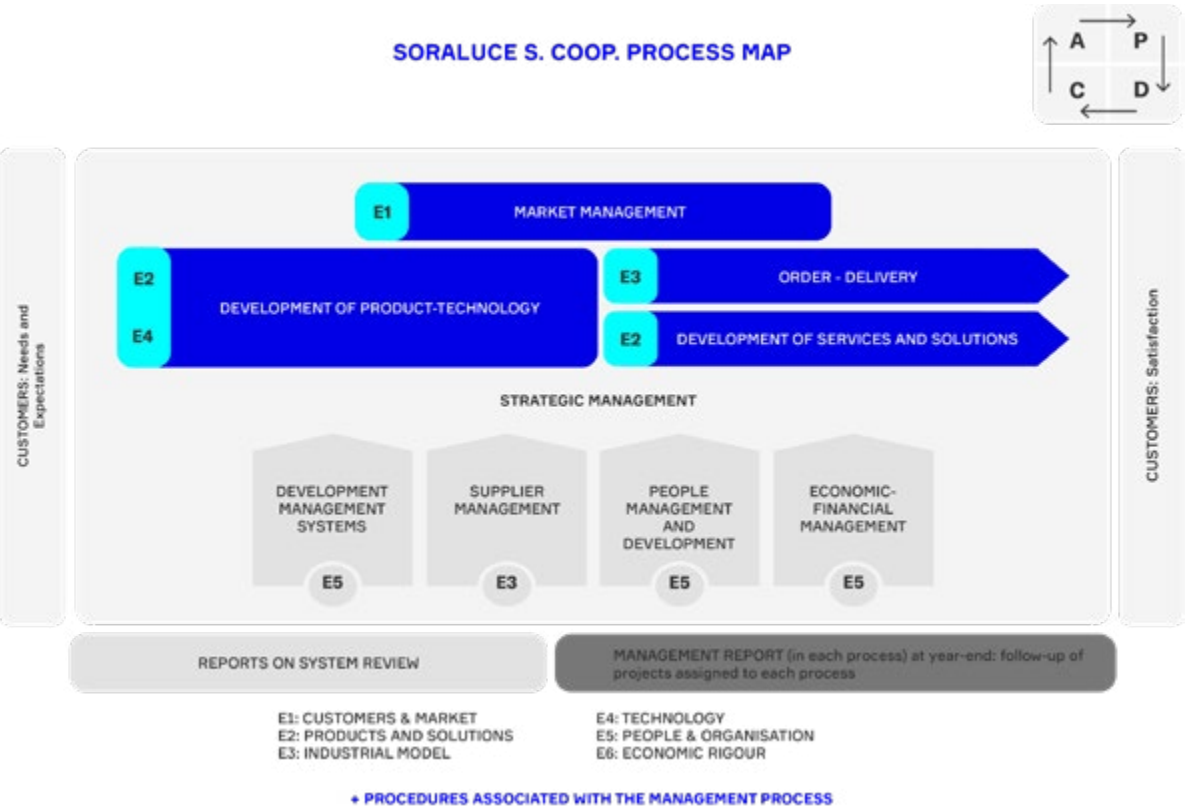 SORALUCE S. COOP. PROCESS MAP
A P
C D
CUSTOMERS: Needs and
Expectations
E1 MARKET MANAGEMENT
E2
E4
DEVELOPMENT OF PRODUCT-TECHNOLOGY
E3 ORDER - DELIVERY
E2 DEVELOPMENT OF SERVICES AND SOLUTIONS
STRATEGIC MANAGEMENT
DEVELOPMENT
MANAGEMENT
SYSTEMS
E5
SUPPLIER
MANAGEMENT
E3
PEOPLE
MANAGEMENT
AND
DEVELOPMENT
E5
ECONOMIC-
FINANCIAL
MANAGEMENT
E5
CUSTOMERS: Satisfaction
REPORTS ON SYSTEM REVIEW
MANAGEMENT REPORT (in each process) at year-end: follow-up of
projects assigned to each process
E1: CUSTOMERS & MARKET
E2: PRODUCTS AND SOLUTIONS
E3: INDUSTRIAL MODEL
E4: TECHNOLOGY
E5: PEOPLE & ORGANISATION
E6: ECONOMIC RIGOUR
+ PROCEDURES ASSOCIATED WITH THE MANAGEMENT PROCESS